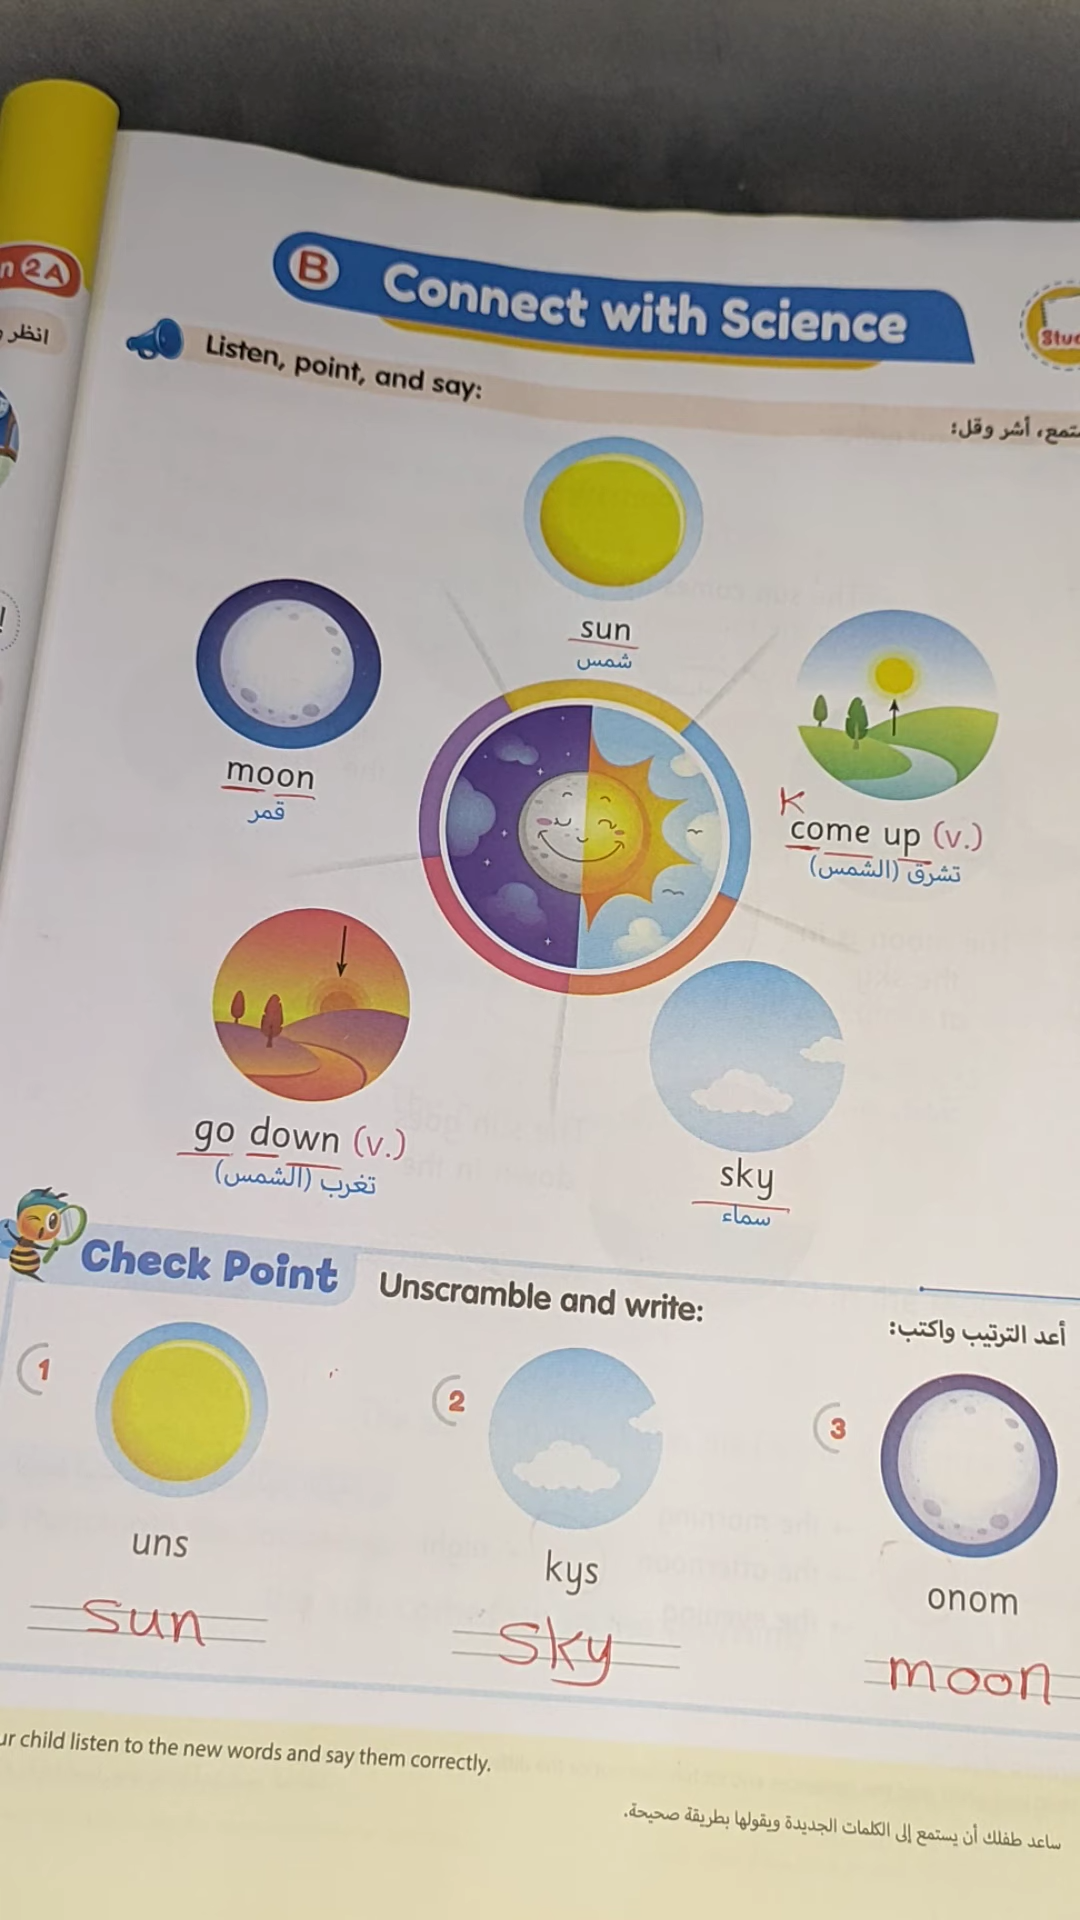 n 2A
انظر
B Connect with Science
Listen, point, and say:
أشر وقل:
sun
شمس
moon
قمر
K
come up (v.)
تشرق (الشمس)
go down (v.)
تغرب (الشمس)
sky
سماء
Check Point
Unscramble and write:
أعد الترتيب واكتب:
1
2
3
uns
kys
onom
sun
sky
moon
child listen to the new words and say them correctly.
ساعد طفلك أن يستمع إلى الكلمات الجديدة ويقولها بطريقة صحيحة.